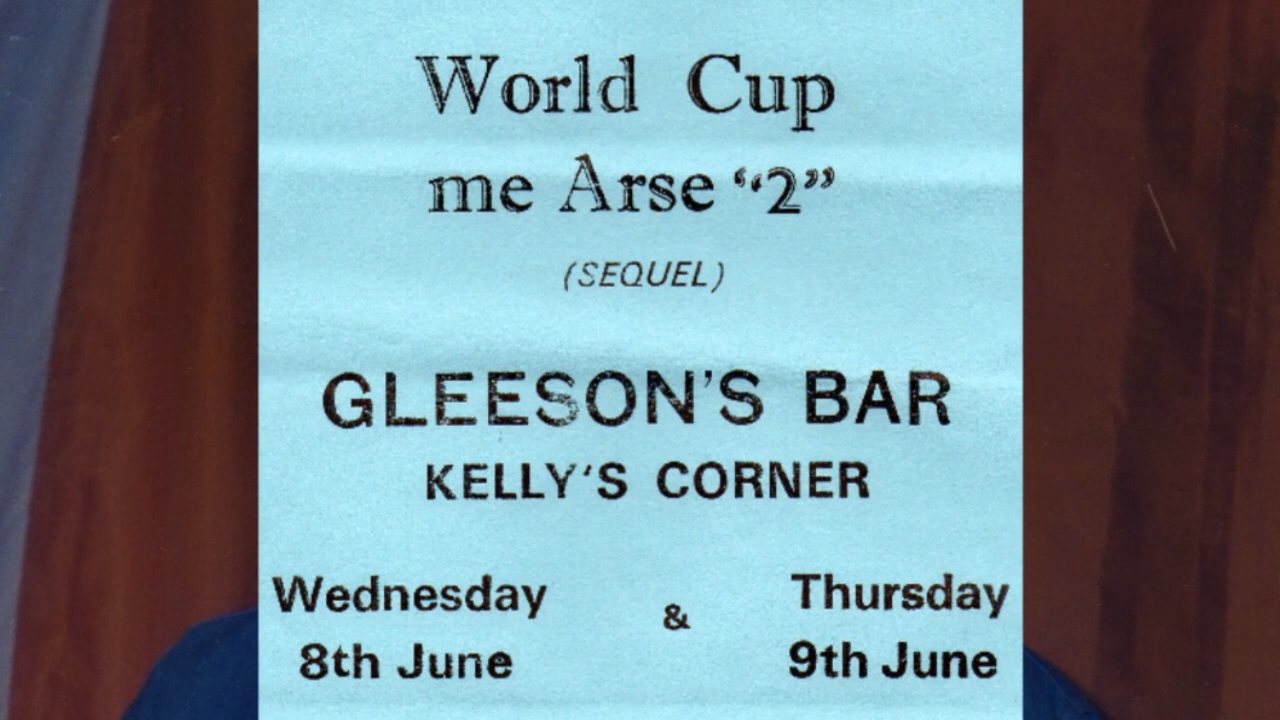 World Cup
me Arse “2”
(SEQUEL)
GLEESON’S BAR
KELLY’S CORNER
Wednesday & Thursday
8th June 9th June